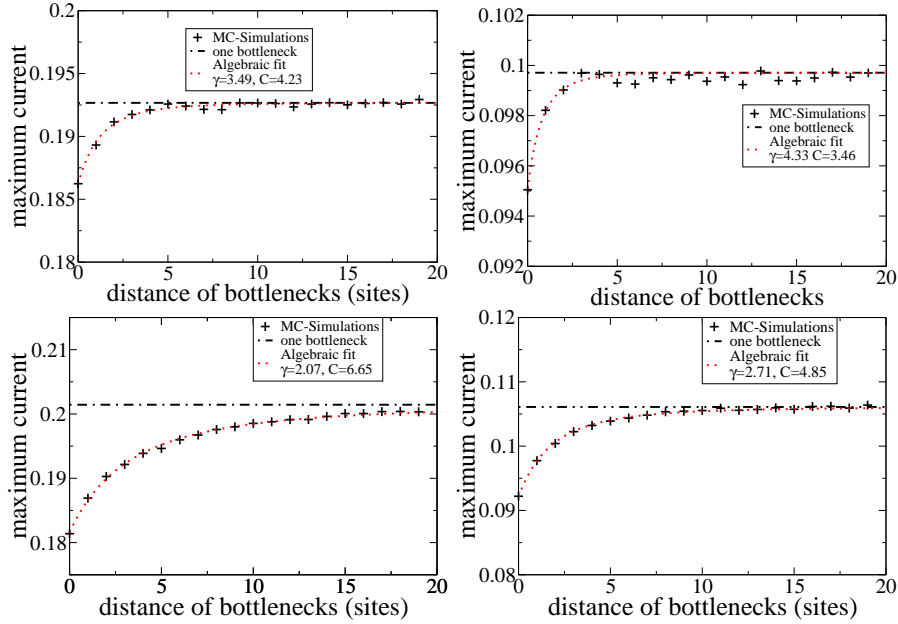 0.2
0.195
0.19
0.185
0.18
maximum current
MC-Simulations
one bottleneck
Algebraic fit
γ=3.49, C=4.23
0 5 10 15 20
distance of bottlenecks (sites)
0.1
0.098
0.096
0.094
0.092
maximum current
MC-Simulations
one bottleneck
Algebraic fit
γ=4.33 C=3.46
0 5 10 15 20
distance of bottlenecks
0.21
0.2
0.19
0.18
maximum current
MC-Simulations
one bottleneck
Algebraic fit
γ=2.07, C=6.65
0 5 10 15 20
distance of bottlenecks (sites)
0.12
0.11
0.1
0.09
0.08
maximum current
MC-Simulations
one bottleneck
Algebraic fit
γ=2.71, C=4.85
0 5 10 15 20
distance of bottlenecks (sites)